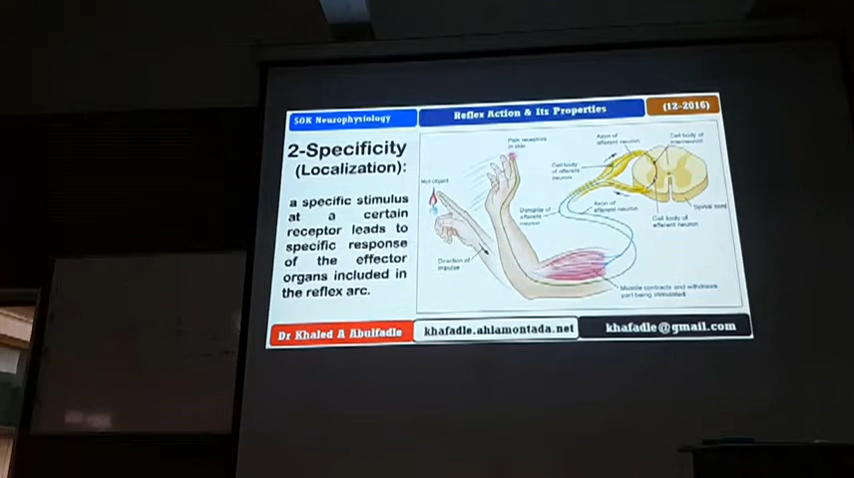 SOK Neurophysiology
Reflex Action & Its Properties
(12-2016)
2-Specificity
(Localization):
a specific stimulus
at a certain
receptor leads to
specific response
of the effector
organs included in
the reflex arc.
Pain receptors
in skin
Hot object
Direction of
impulse
Axon of
afferent neuron
Cell body
of afferent
neuron
Dendrite of
afferent
neuron
Axon of
efferent neuron
Cell body of
interneuron
Spinal cord
Cell body of
efferent neuron
Muscle contracts and withdraws
part being stimulated
Dr Khaled A Abulfadle
khafadle.ahlamontada.net
khafadle@gmail.com